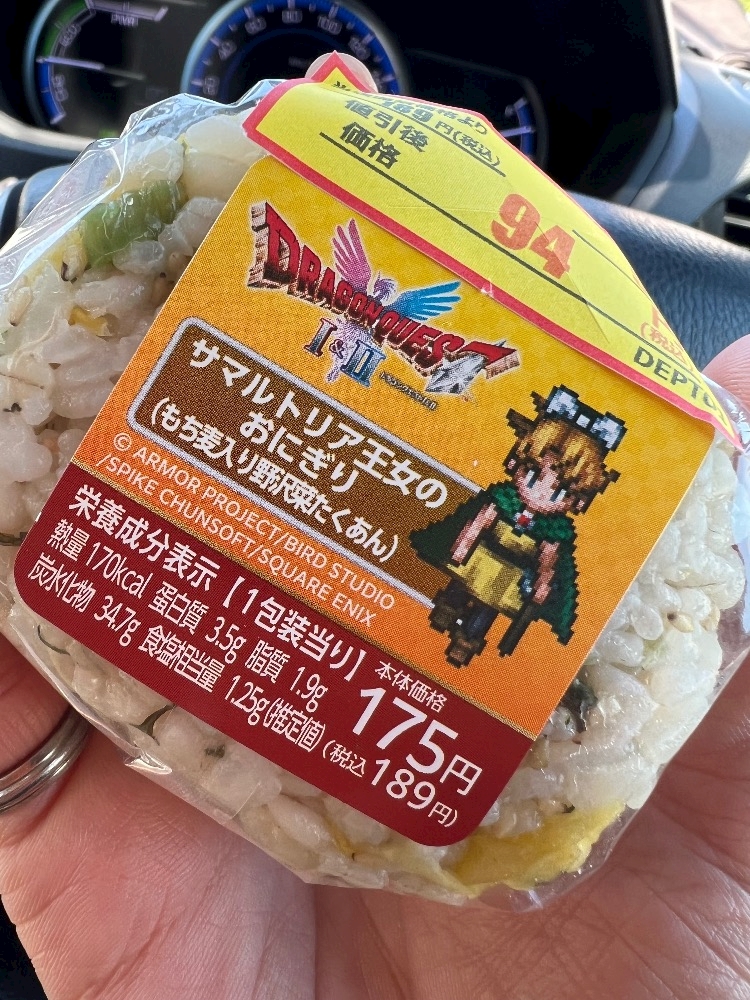 値引後
価格
94
(税込)
DRAGON QUEST
I&II
サマルトリア王女の
おにぎり
(もち麦入り野沢菜たくあん)
© ARMOR PROJECT/BIRD STUDIO
/SPIKE CHUNSOFT/SQUARE ENIX
栄養成分表示【1包装当り】
熱量 170kcal 蛋白質 3.5g 脂質 1.9g
炭水化物 34.7g 食塩相当量 1.25g(推定値)
本体価格
175円
(税込 189円)